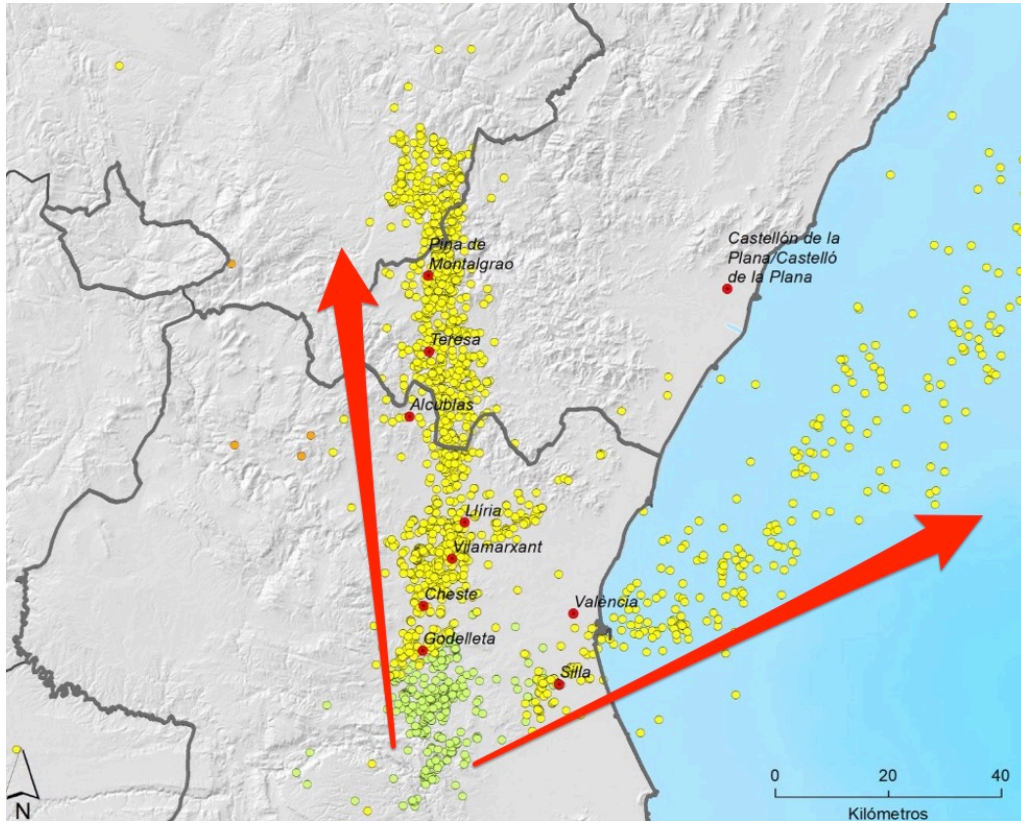 Castellón de la
Plana/Castelló
de la Plana
Pina de
Montalgrao
Teresa
Alcublas
Llíria
Vilamarxant
Cheste
València
Godelleta
Silla
0 20 40
Kilómetros
N